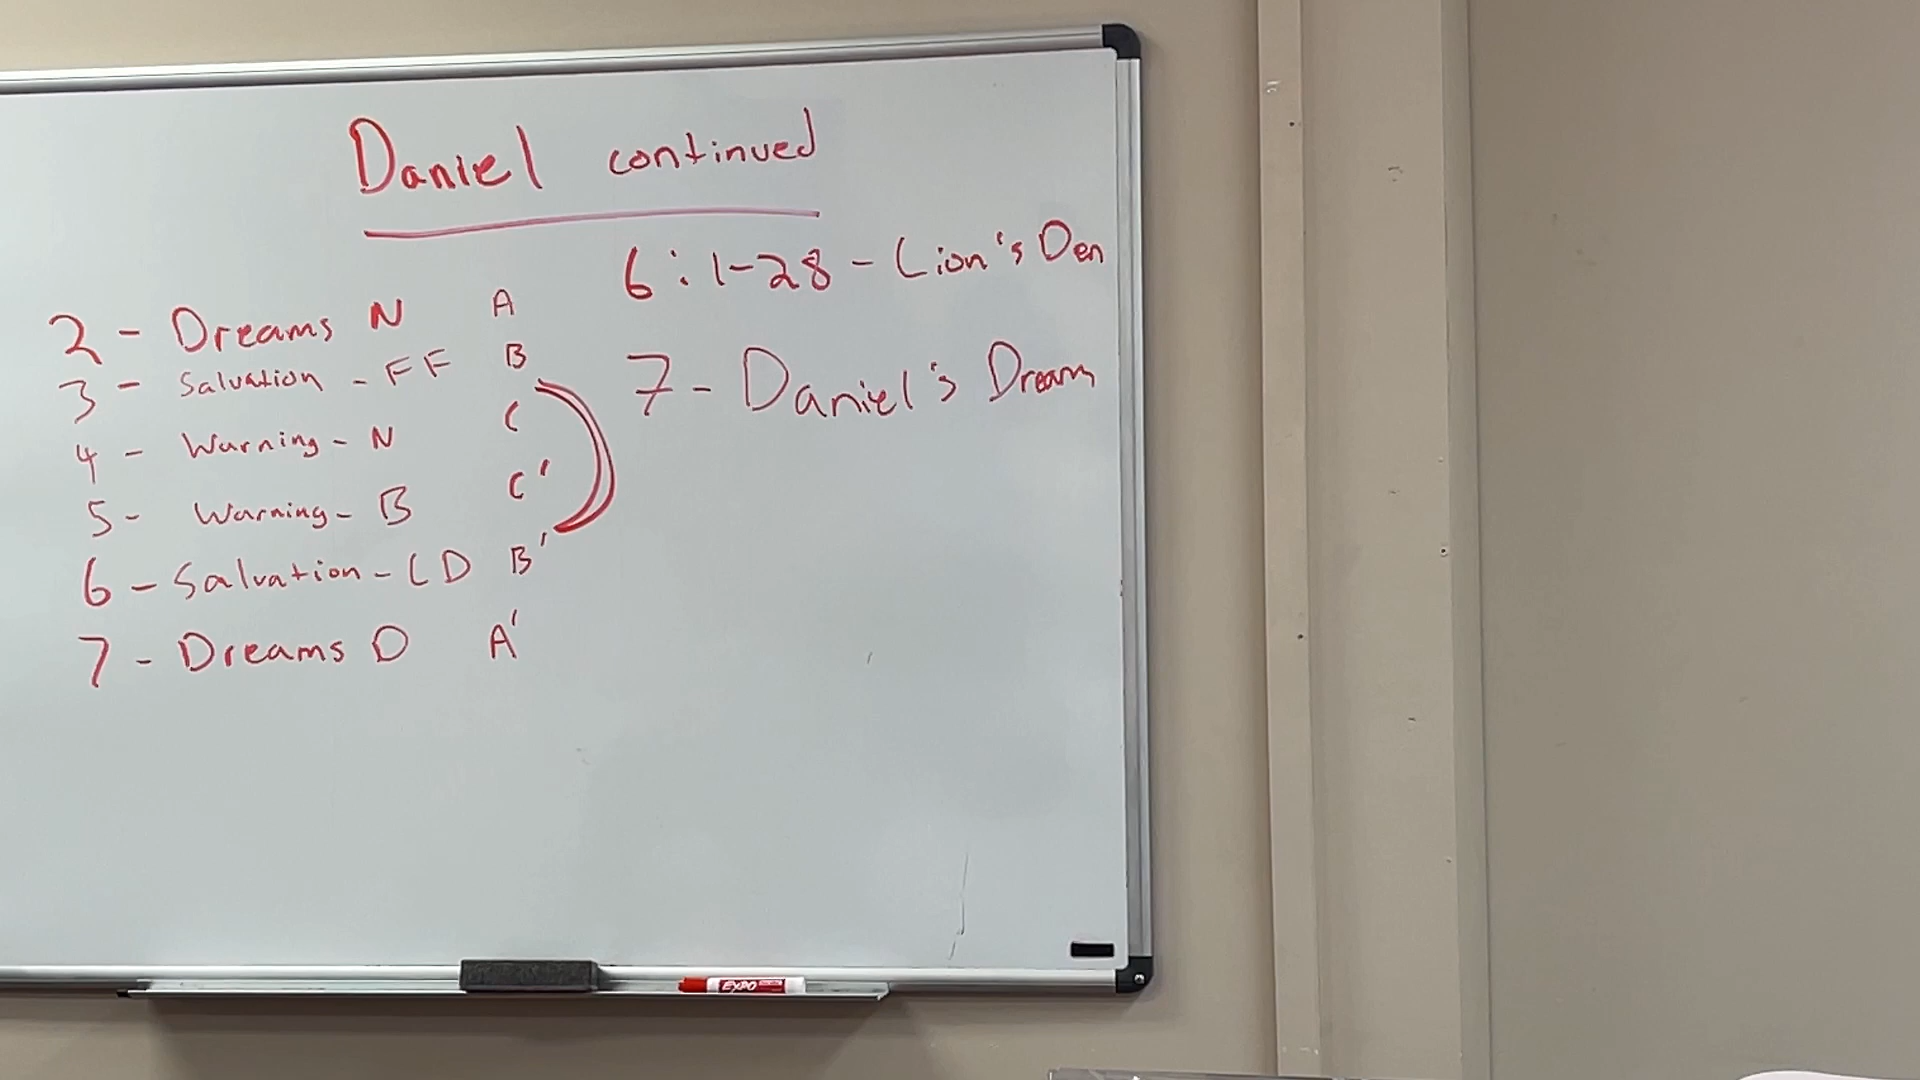 Daniel continued
2 - Dreams N A
3 - Salvation - FF B
4 - Warning - N C
5 - Warning - B C'
6 - Salvation - LD B'
7 - Dreams D A'
6:1-28 - Lion's Den
7 - Daniel's Dream
EXPO